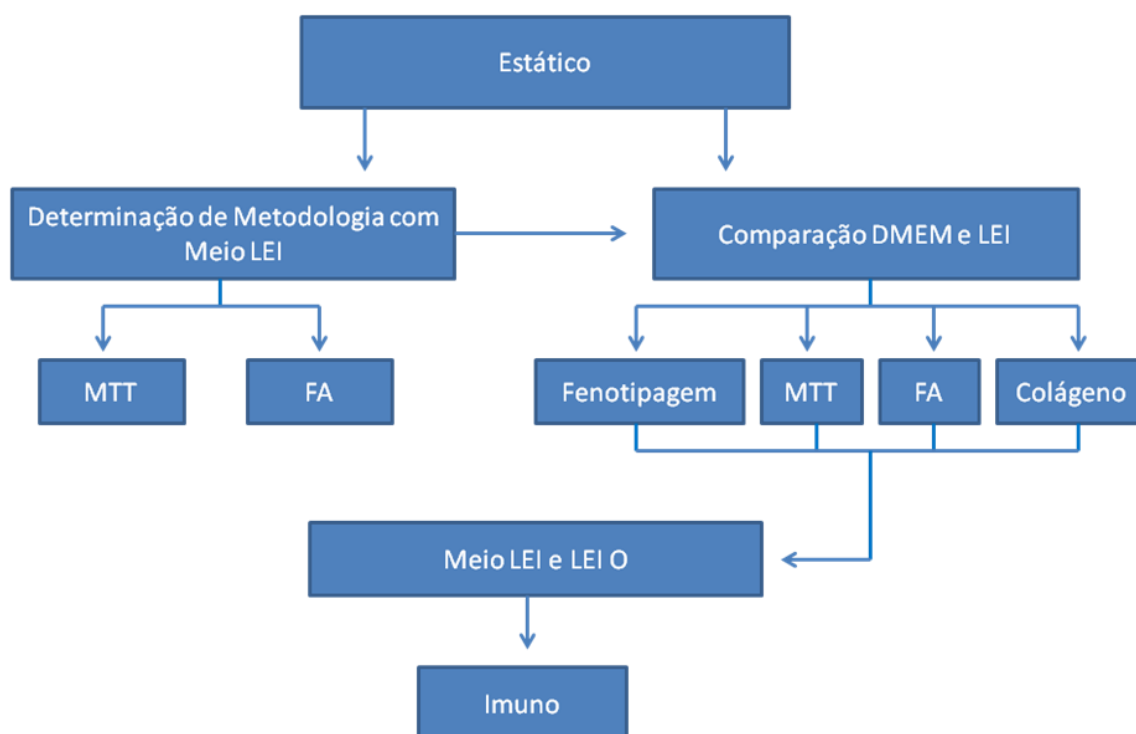 Estático
Determinação de Metodologia com
Meio LEI
Comparação DMEM e LEI
MTT
FA
Fenotipagem
MTT
FA
Colágeno
Meio LEI e LEI O
Imuno